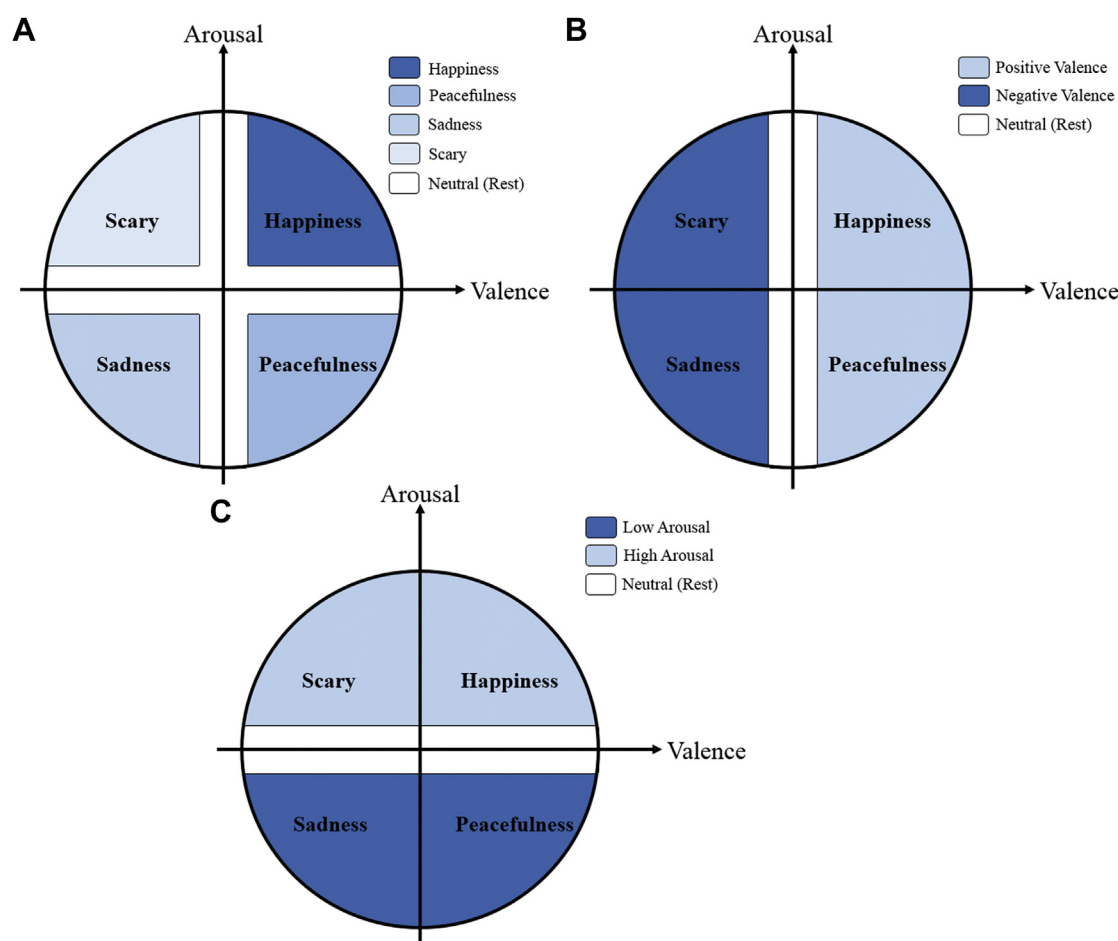 A
Arousal
Happiness
Peacefulness
Sadness
Scary
Neutral (Rest)
Scary
Happiness
Valence
Sadness
Peacefulness
B
Arousal
Positive Valence
Negative Valence
Neutral (Rest)
Scary
Happiness
Valence
Sadness
Peacefulness
C
Arousal
Low Arousal
High Arousal
Neutral (Rest)
Scary
Happiness
Valence
Sadness
Peacefulness